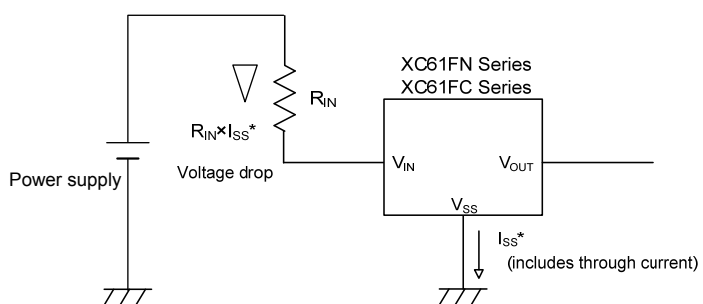 XC61FN Series
XC61FC Series
RIN
RIN×ISS*
Voltage drop
Power supply
VIN
VOUT
VSS
ISS*
(includes through current)